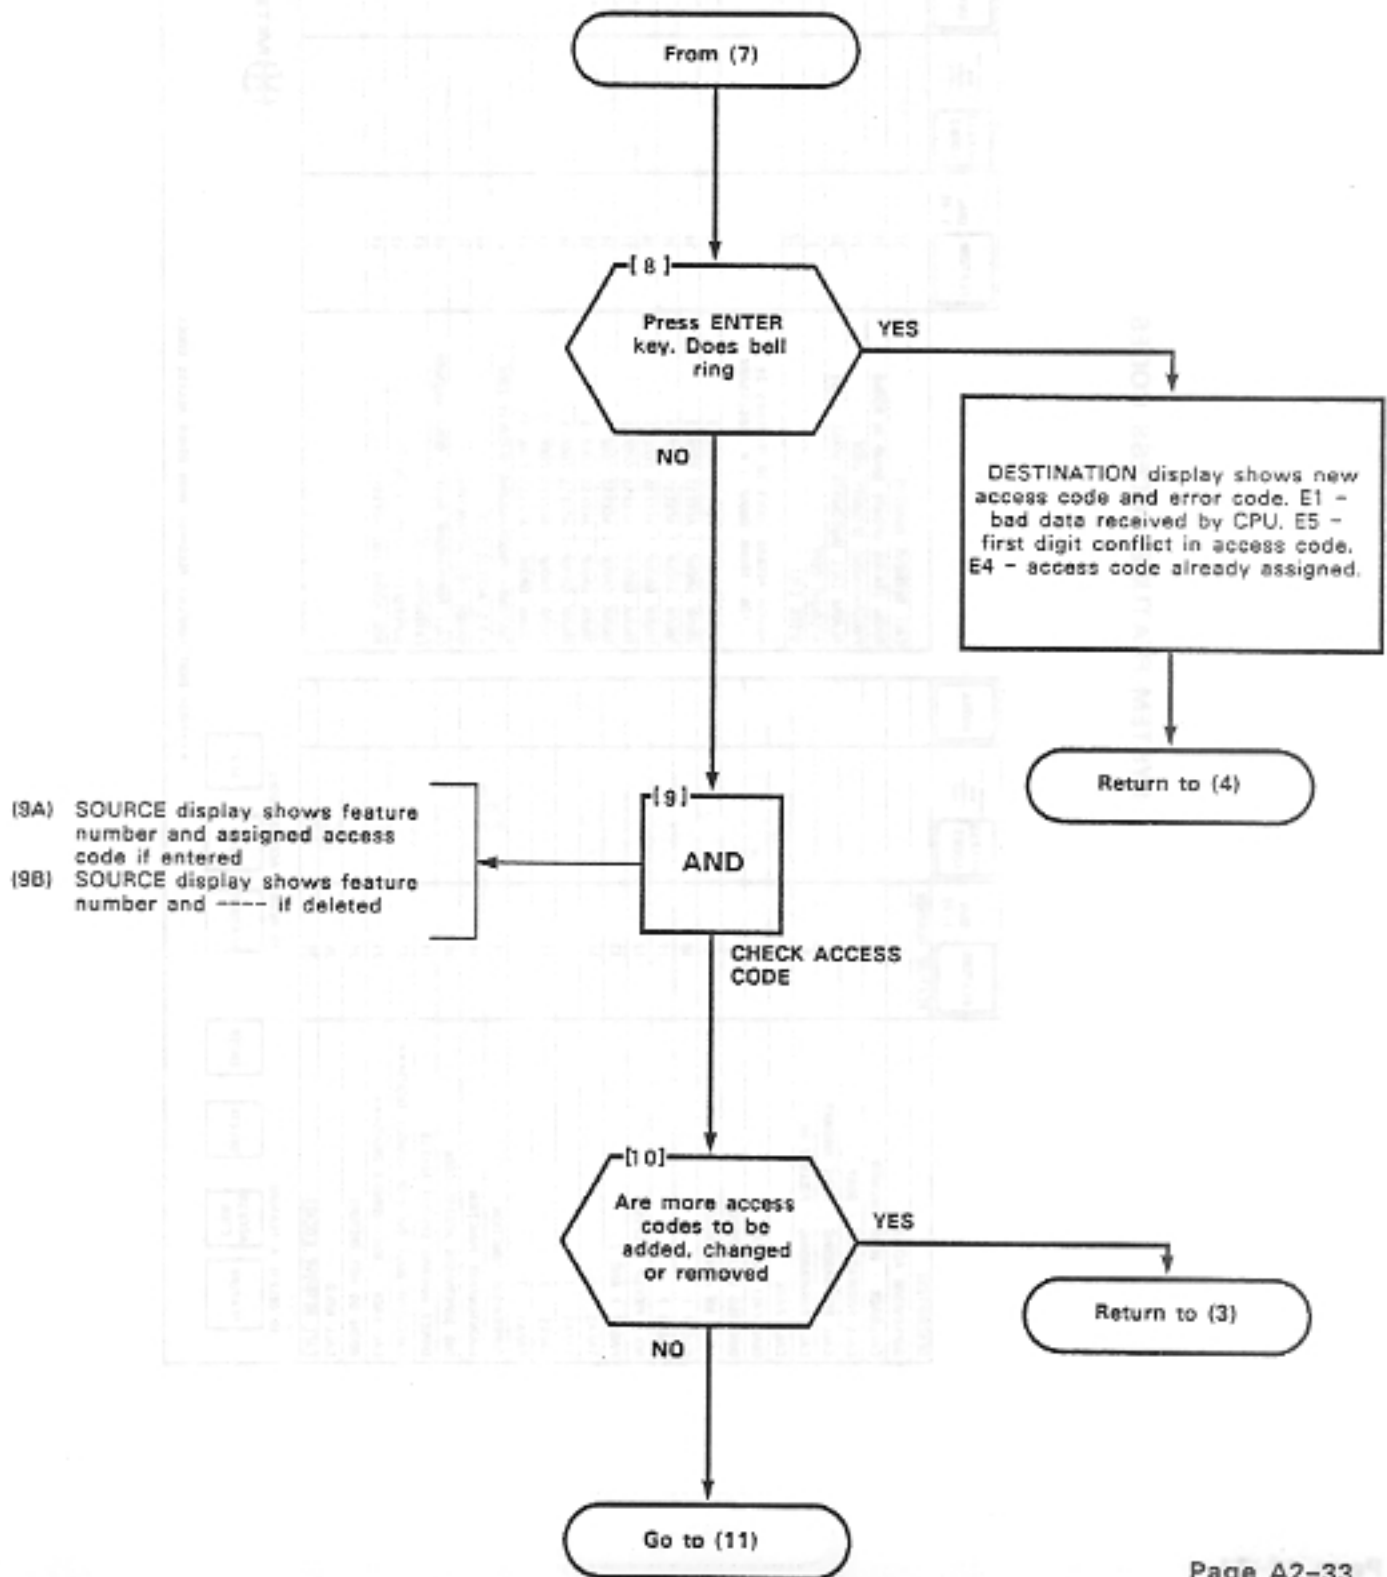 From (7)
[8]
Press ENTER
key. Does bell
ring
YES
NO
DESTINATION display shows new
access code and error code. E1 -
bad data received by CPU. E5 -
first digit conflict in access code.
E4 - access code already assigned.
Return to (4)
(9A) SOURCE display shows feature
number and assigned access
code if entered
(9B) SOURCE display shows feature
number and ---- if deleted
[9]
AND
CHECK ACCESS
CODE
[10]
Are more access
codes to be
added, changed
or removed
YES
Return to (3)
NO
Go to (11)
Page A2-33